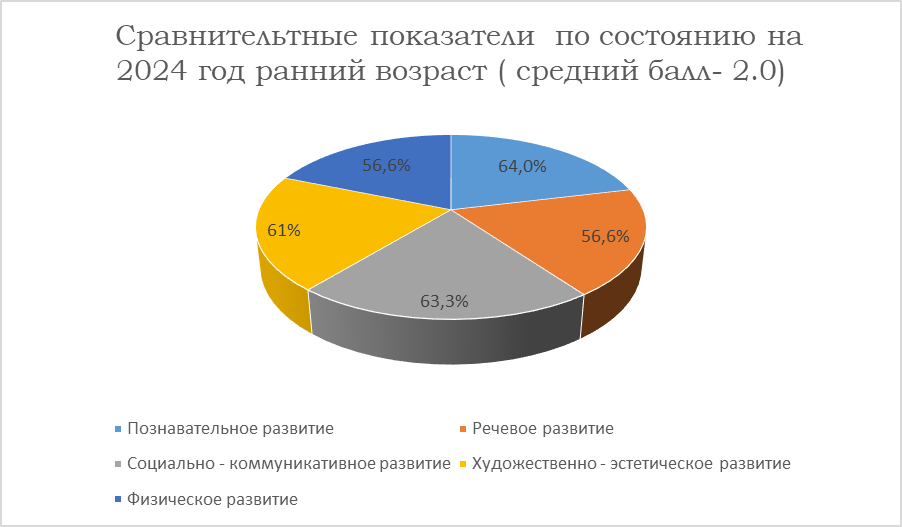 Сравнительтные показатели по состоянию на
2024 год ранний возраст ( средний балл- 2.0)
56,6%
64,0%
61%
56,6%
63,3%
Познавательное развитие
Речевое развитие
Социально - коммуникативное развитие
Художественно - эстетическое развитие
Физическое развитие